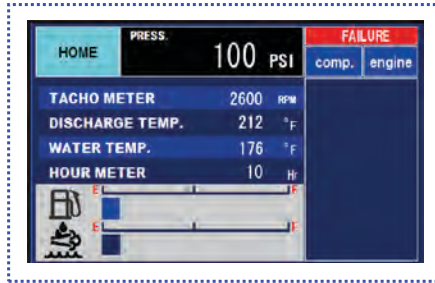 HOME
PRESS.
100 PSI
FAILURE
comp. engine
TACHO METER 2600 RPM
DISCHARGE TEMP. 212 °F
WATER TEMP. 176 °F
HOUR METER 10 Hr
E F
E F